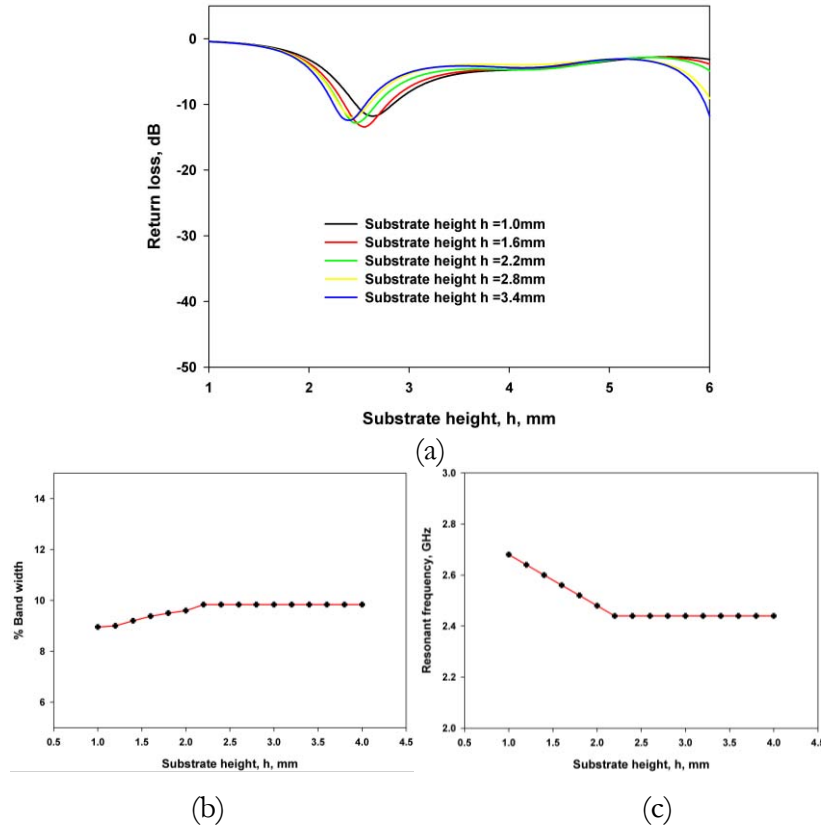 0
-10
-20
-30
-40
-50
Return loss, dB
Substrate height h =1.0mm
Substrate height h =1.6mm
Substrate height h =2.2mm
Substrate height h =2.8mm
Substrate height h =3.4mm
1 2 3 4 5 6
Substrate height, h, mm
(a)
14
12
10
8
6
% Band width
0.5 1.0 1.5 2.0 2.5 3.0 3.5 4.0 4.5
Substrate height, h, mm
(b)
3.0
2.8
2.6
2.4
2.2
2.0
Resonant frequency, GHz
0.5 1.0 1.5 2.0 2.5 3.0 3.5 4.0 4.5
Substrate height, h, mm
(c)